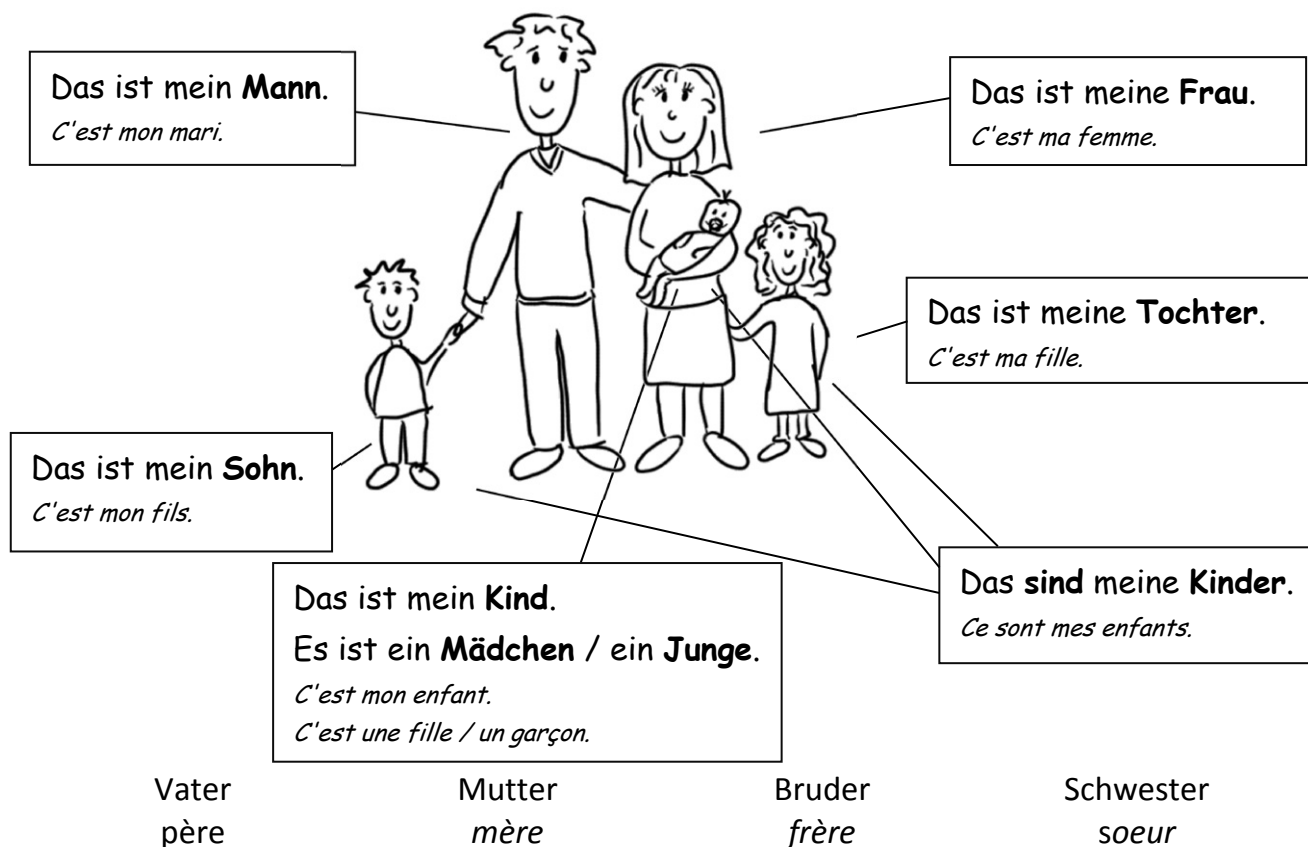 Das ist mein Mann.
C'est mon mari.
Das ist meine Frau.
C'est ma femme.
Das ist meine Tochter.
C'est ma fille.
Das ist mein Sohn.
C'est mon fils.
Das ist mein Kind.
Es ist ein Mädchen / ein Junge.
C'est mon enfant.
C'est une fille / un garçon.
Das sind meine Kinder.
Ce sont mes enfants.
Vater Mutter Bruder Schwester
père mère frère soeur